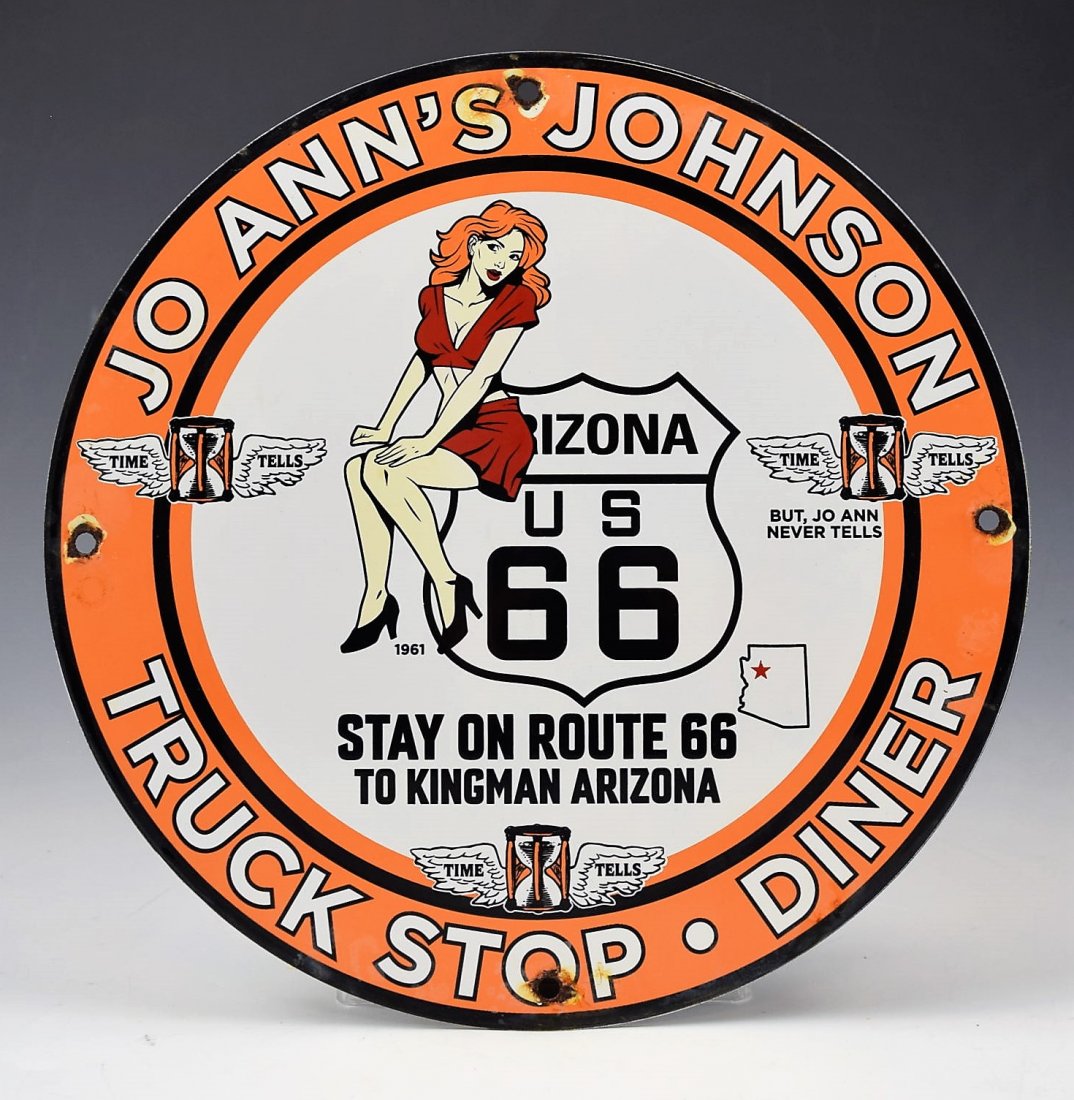 JO ANN'S JOHNSON
TIME TELLS
TIME TELLS
BUT, JO ANN
NEVER TELLS
RIZONA
U S
66
1961
STAY ON ROUTE 66
TO KINGMAN ARIZONA
TIME TELLS
TRUCK STOP • DINER